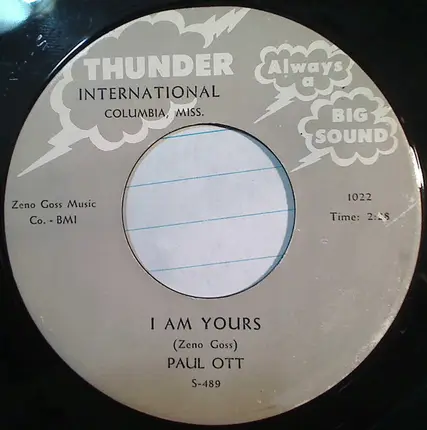 THUNDER
INTERNATIONAL
COLUMBIA, MISS.
Always
a
BIG
SOUND
Zeno Goss Music
Co. - BMI
1022
Time:
I AM YOURS
(Zeno Goss)
PAUL OTT
S-489